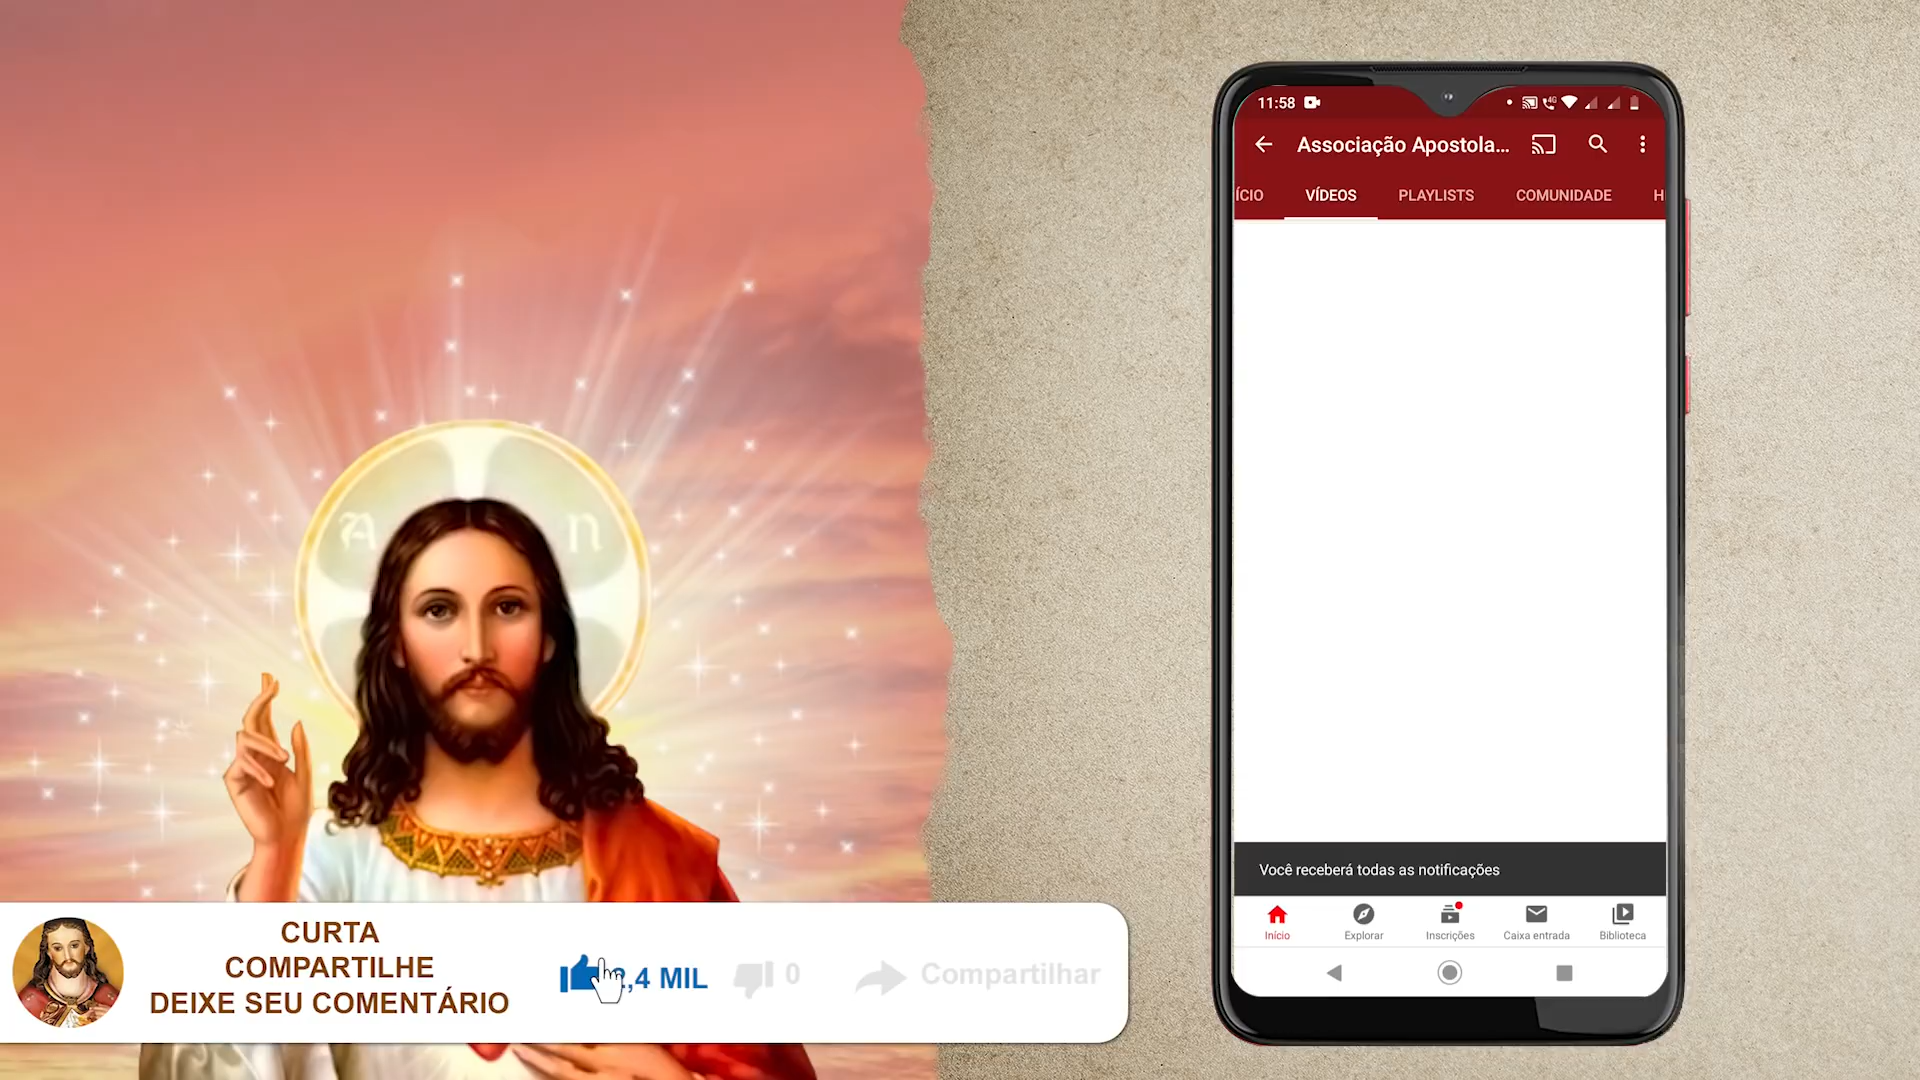 A
n
11:58
4G
Associação Apostola...
ÍCIO VÍDEOS PLAYLISTS COMUNIDADE H
Você receberá todas as notificações
Início Explorar Inscrições Caixa entrada Biblioteca
CURTA
COMPARTILHE
DEIXE SEU COMENTÁRIO
,4 MIL 0 Compartilhar